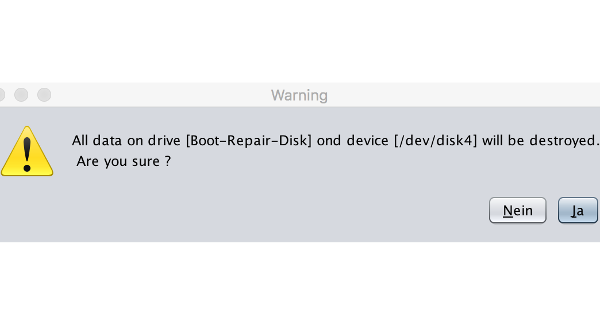 Warning
All data on drive [Boot-Repair-Disk] ond device [/dev/disk4] will be destroyed.
Are you sure ?
Nein Ja